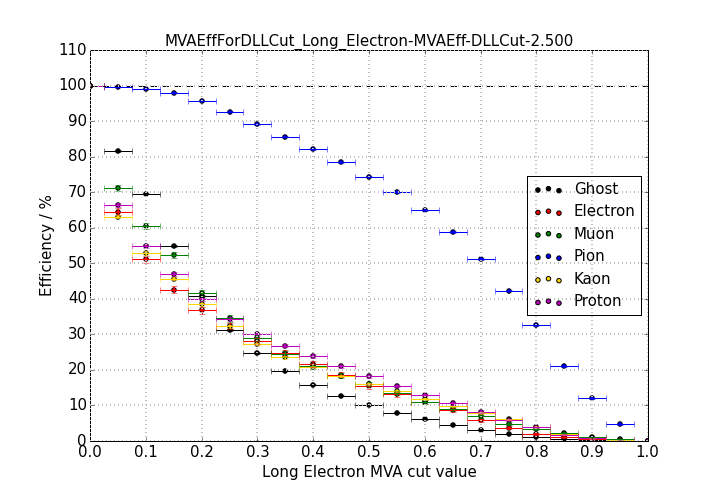 MVAEffForDLLCut_Long_Electron-MVAEff-DLLCut-2.500
110
100
90
80
70
60
50
40
30
20
10
0
Efficiency / %
Ghost
Electron
Muon
Pion
Kaon
Proton
0.0 0.1 0.2 0.3 0.4 0.5 0.6 0.7 0.8 0.9 1.0
Long Electron MVA cut value